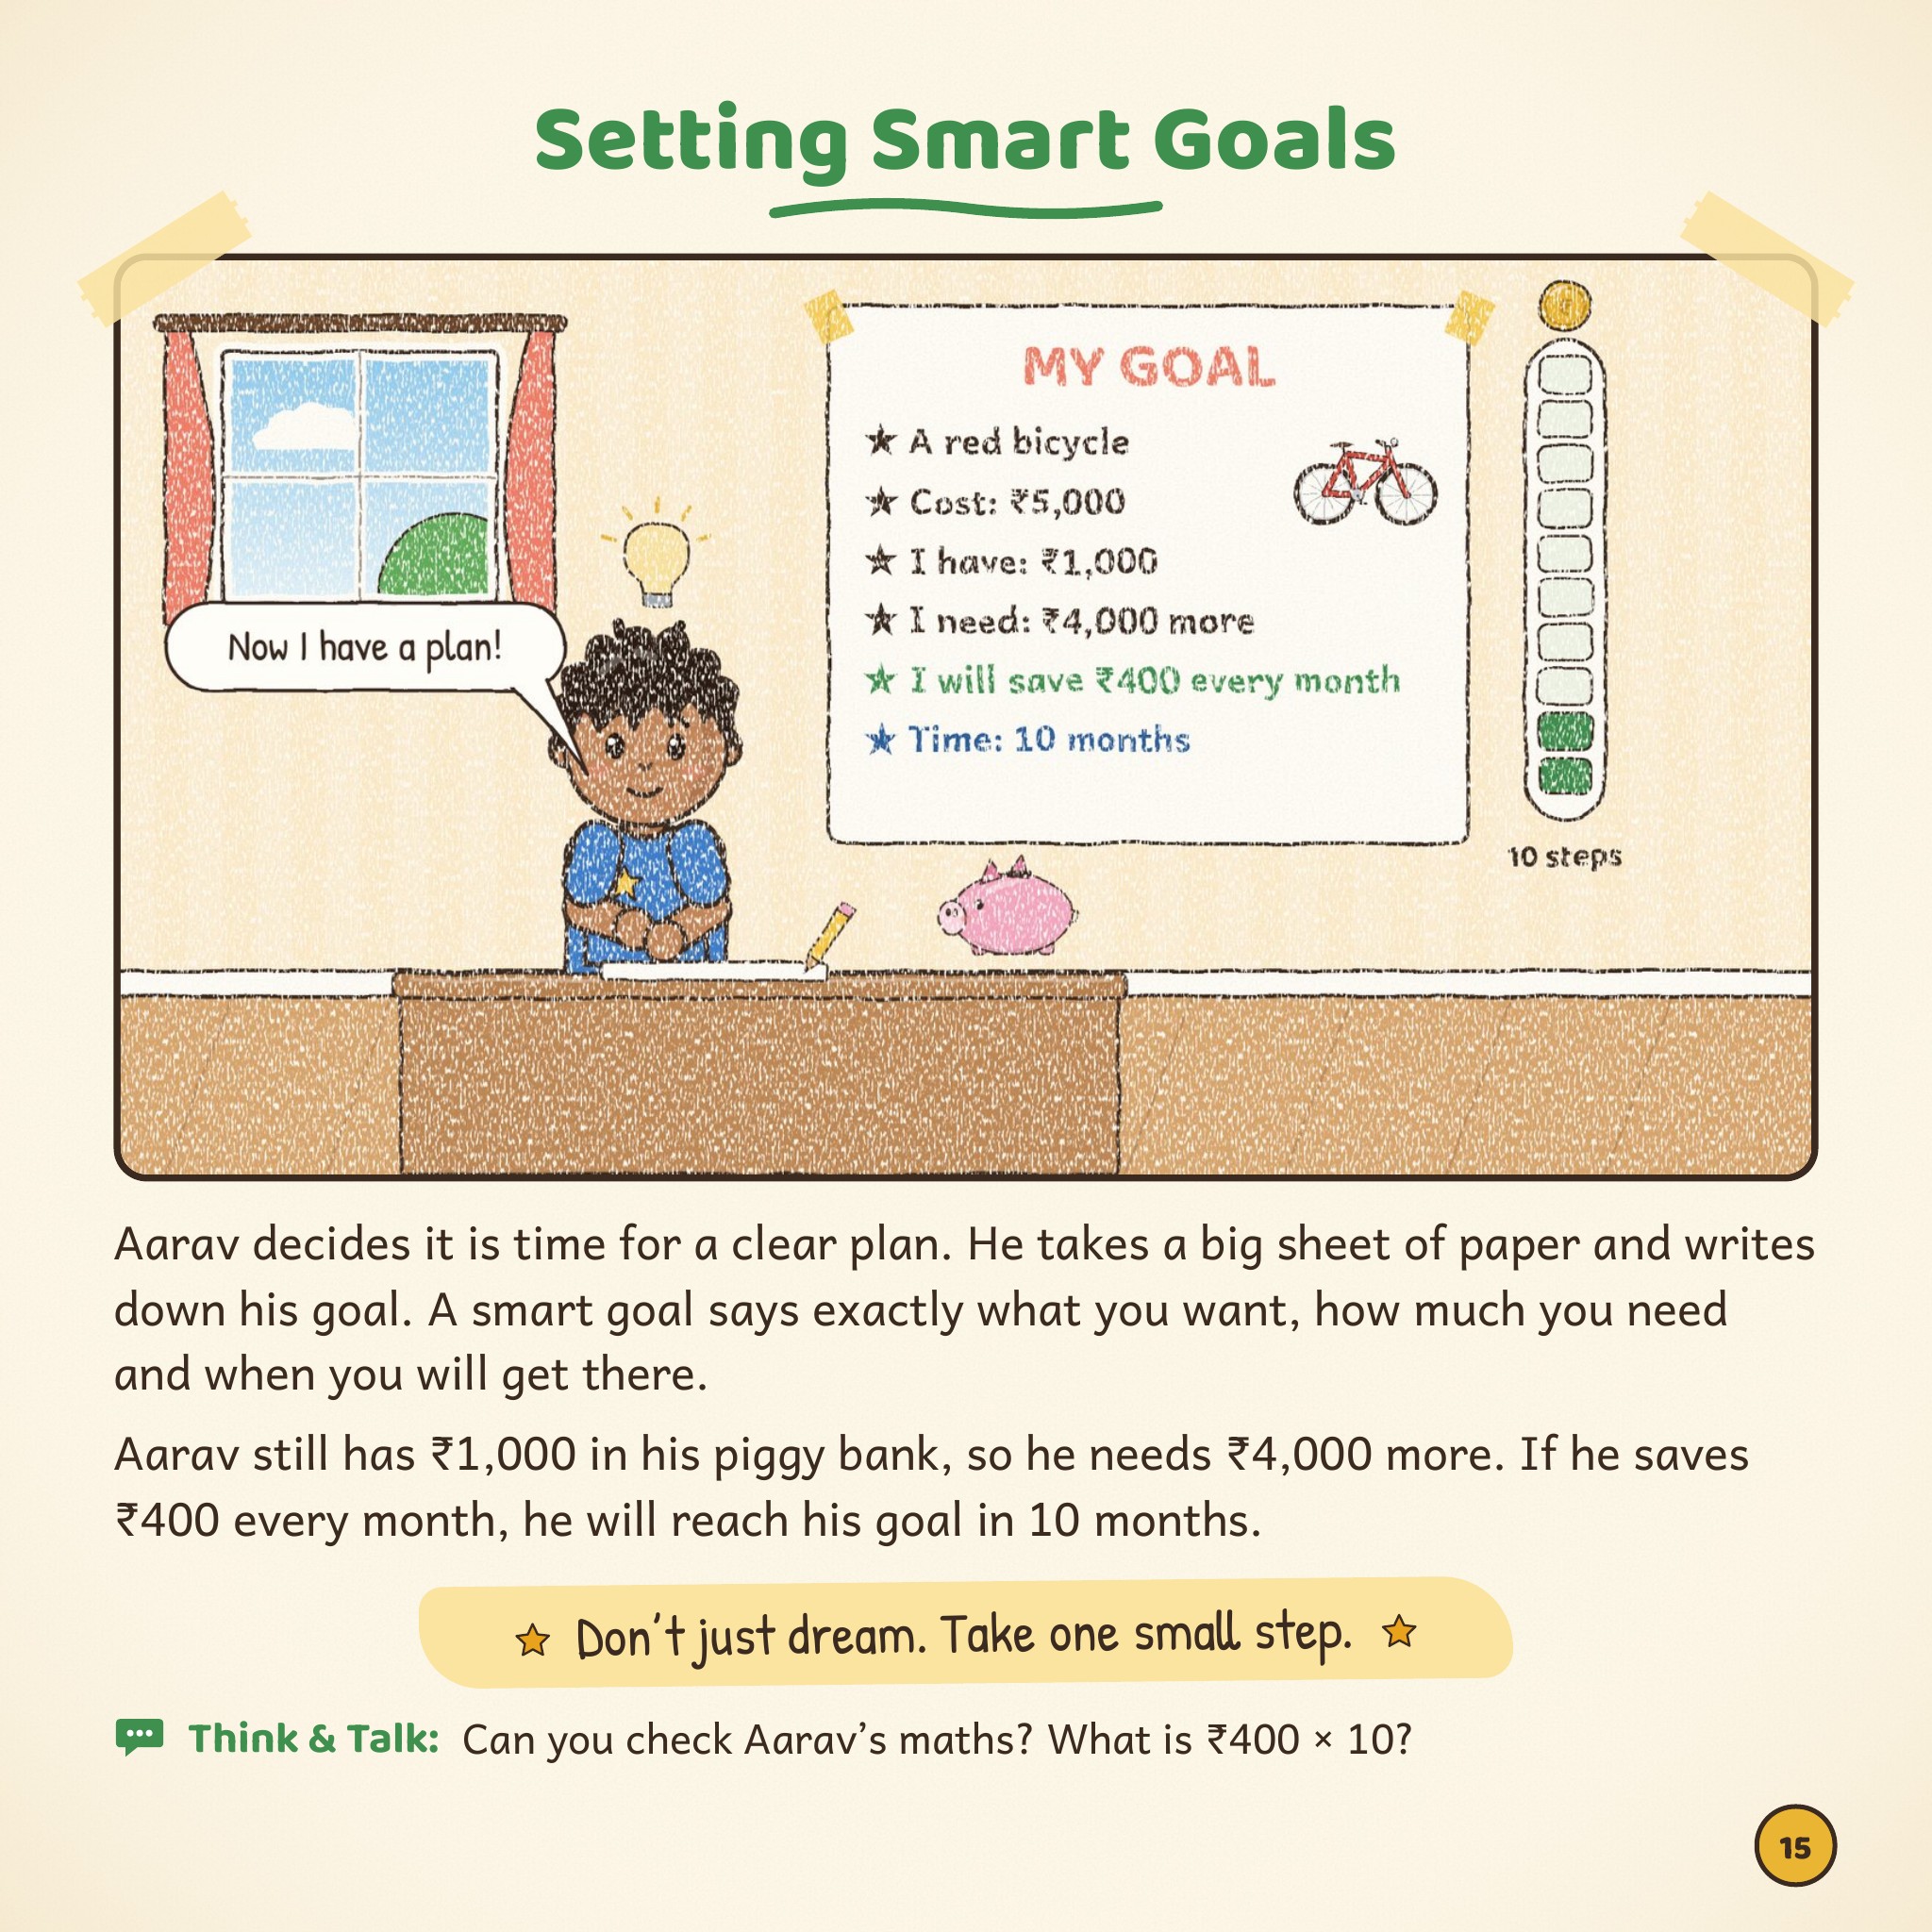 Setting Smart Goals
Now I have a plan!
MY GOAL
★ A red bicycle
★ Cost: ₹5,000
★ I have: ₹1,000
★ I need: ₹4,000 more
★ I will save ₹400 every month
★ Time: 10 months
10 steps
Aarav decides it is time for a clear plan. He takes a big sheet of paper and writes
down his goal. A smart goal says exactly what you want, how much you need
and when you will get there.
Aarav still has ₹1,000 in his piggy bank, so he needs ₹4,000 more. If he saves
₹400 every month, he will reach his goal in 10 months.
Don't just dream. Take one small step.
Think & Talk: Can you check Aarav's maths? What is ₹400 × 10?
15